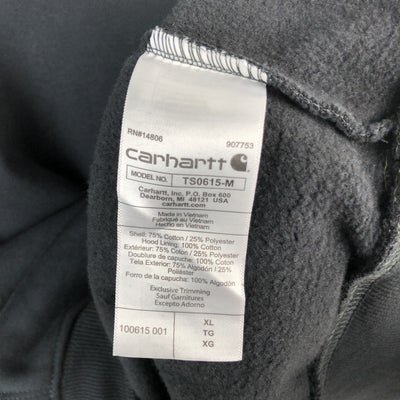 RN#14806 907753
carhartt
MODEL NO. TS0615-M
Carhartt, Inc. P.O. Box 600
Dearborn, MI 48121 USA
www.carhartt.com
Made in Vietnam
Fabriqué au Vietnam
Hecho en Vietnam
Shell: 75% Cotton / 25% Polyester
Hood Lining: 100% Cotton
Extérieur: 75% Coton / 25% Polyester
Doublure de capuche: 100% Coton
Tela Exterior: 75% Algodón / 25%
Poliéster
Forro de la capucha: 100% Algodón
Exclusive Trimming
Sauf Garnitures
Excepto Adorno
100615 001
XL
TG
XG